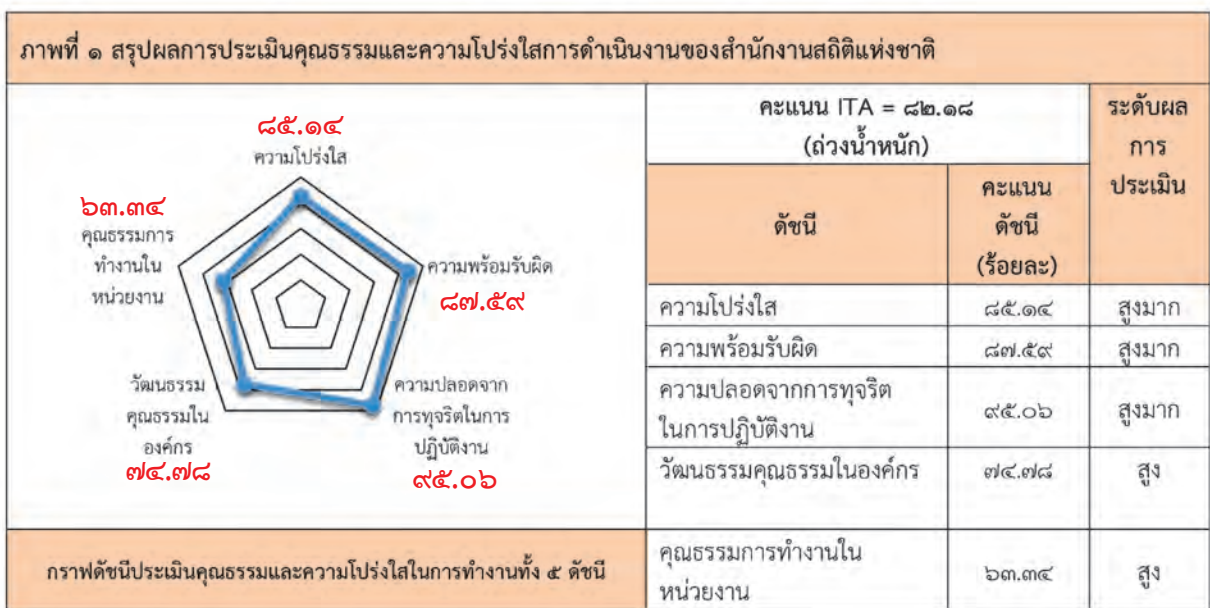 ภาพที่ ๑ สรุปผลการประเมินคุณธรรมและความโปร่งใสการดำเนินงานของสำนักงานสถิติแห่งชาติ
๘๕.๑๔
ความโปร่งใส
๖๓.๓๔
คุณธรรมการ
ทำงานใน
หน่วยงาน
ความพร้อมรับผิด
๘๗.๕๙
วัฒนธรรม
คุณธรรมใน
องค์กร
๗๔.๗๘
ความปลอดจาก
การทุจริตในการ
ปฏิบัติงาน
๙๕.๐๖
กราฟดัชนีประเมินคุณธรรมและความโปร่งใสในการทำงานทั้ง ๕ ดัชนี
คะแนน ITA = ๘๒.๑๘
(ถ่วงน้ำหนัก)
ระดับผล
การ
ประเมิน
ดัชนี
คะแนน
ดัชนี
(ร้อยละ)
ความโปร่งใส ๘๕.๑๔ สูงมาก
ความพร้อมรับผิด ๘๗.๕๙ สูงมาก
ความปลอดจากการทุจริต
ในการปฏิบัติงาน ๙๕.๐๖ สูงมาก
วัฒนธรรมคุณธรรมในองค์กร ๗๔.๗๘ สูง
คุณธรรมการทำงานใน
หน่วยงาน ๖๓.๓๔ สูง